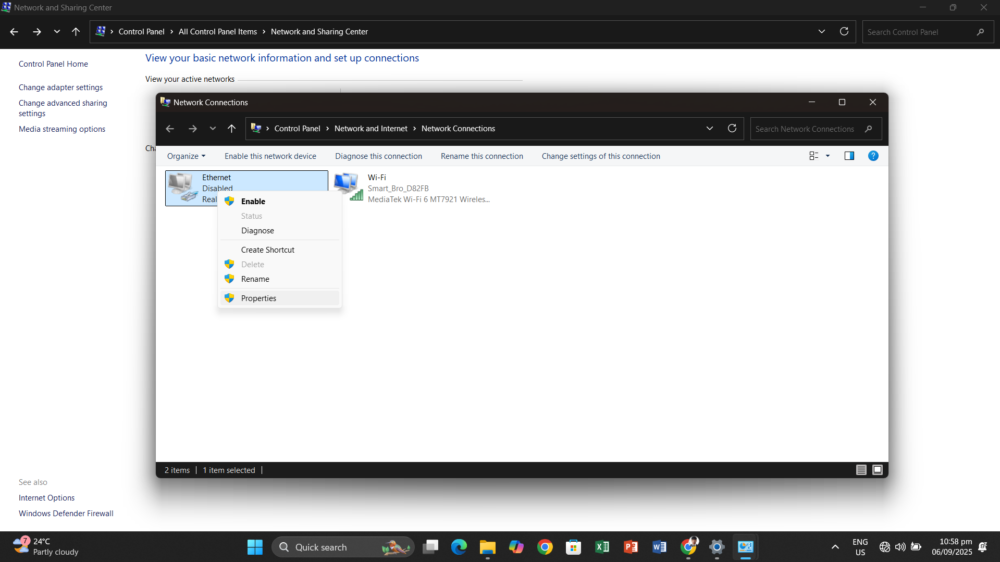 Network and Sharing Center
Control Panel > All Control Panel Items > Network and Sharing Center
Search Control Panel
Control Panel Home
Change adapter settings
Change advanced sharing
settings
Media streaming options
View your basic network information and set up connections
View your active networks
Network Connections
Control Panel > Network and Internet > Network Connections
Search Network Connections
Organize
Enable this network device
Diagnose this connection
Rename this connection
Change settings of this connection
?
Ethernet
Disabled
Wi-Fi
Smart_Bro_D82FB
MediaTek Wi-Fi 6 MT7921 Wireles...
Enable
Status
Diagnose
Create Shortcut
Delete
Rename
Properties
2 items
1 item selected
See also
Internet Options
Windows Defender Firewall
7
24°C
Partly cloudy
Quick search
ENG
US
10:58 pm
06/09/2025